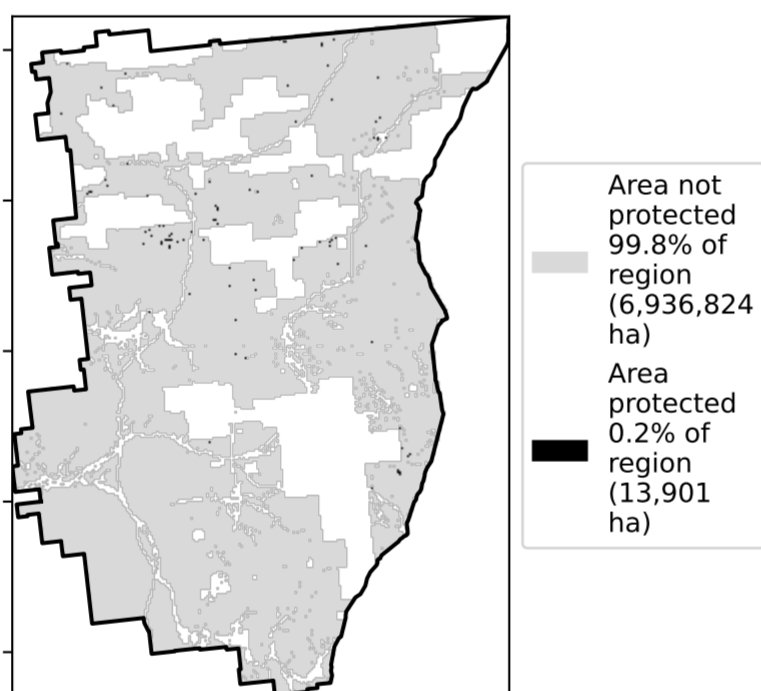 Area not
protected
99.8% of
region
(6,936,824
ha)
Area
protected
0.2% of
region
(13,901
ha)